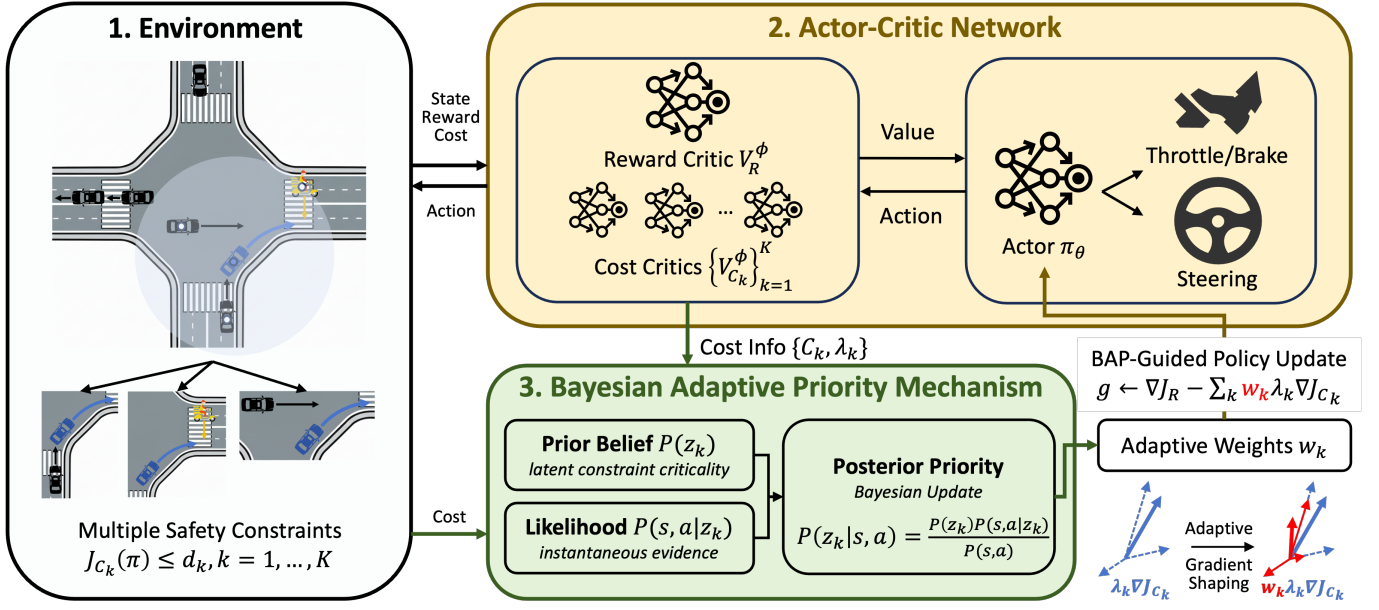 1. Environment
Multiple Safety Constraints
J_{C_k}(π) ≤ d_k, k = 1, …, K
State
Reward
Cost
Action
2. Actor-Critic Network
Reward Critic V_R^ϕ
...
Cost Critics {V_{C_k}^ϕ}_{k=1}^K
Value
Action
Actor π_θ
Throttle/Brake
Steering
Cost Info {C_k, λ_k}
Cost
3. Bayesian Adaptive Priority Mechanism
Prior Belief P(z_k)
latent constraint criticality
Likelihood P(s,a|z_k)
instantaneous evidence
Posterior Priority
Bayesian Update
P(z_k|s, a) = P(z_k)P(s,a|z_k) / P(s,a)
BAP-Guided Policy Update
g ← ∇J_R − ∑_k w_k λ_k ∇J_{C_k}
Adaptive Weights w_k
Adaptive
Gradient
Shaping
λ_k∇J_{C_k}
w_kλ_k∇J_{C_k}